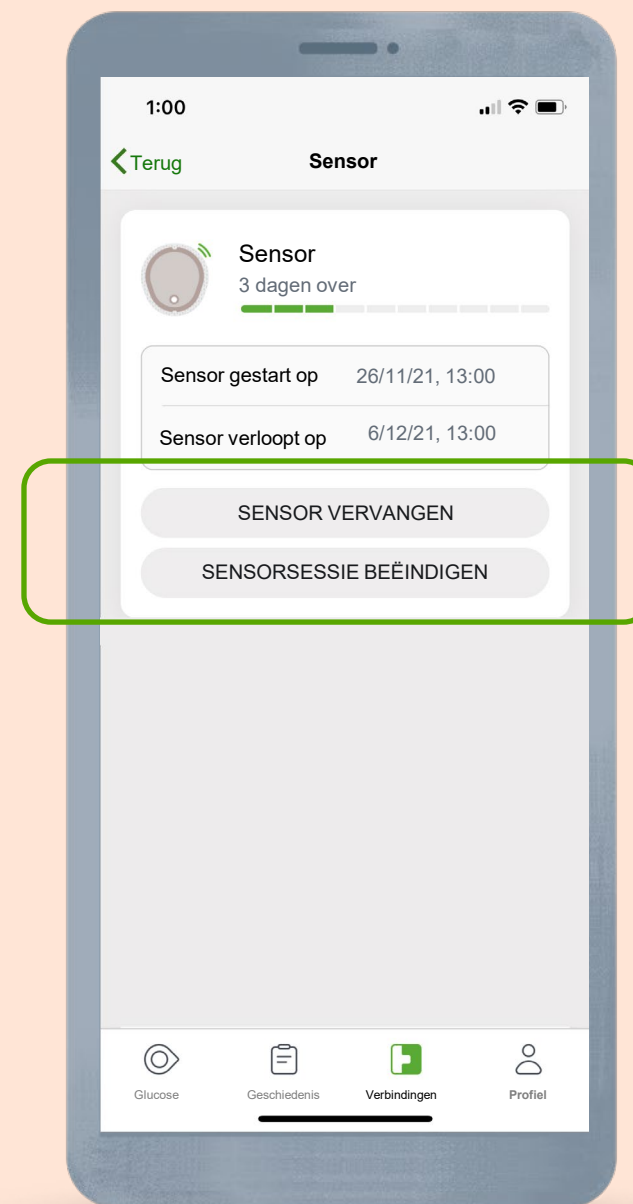 1:00
Terug
Sensor
Sensor
3 dagen over
Sensor gestart op 26/11/21, 13:00
Sensor verloopt op 6/12/21, 13:00
SENSOR VERVANGEN
SENSORSESSIE BEËINDIGEN
Glucose Geschiedenis Verbindingen Profiel